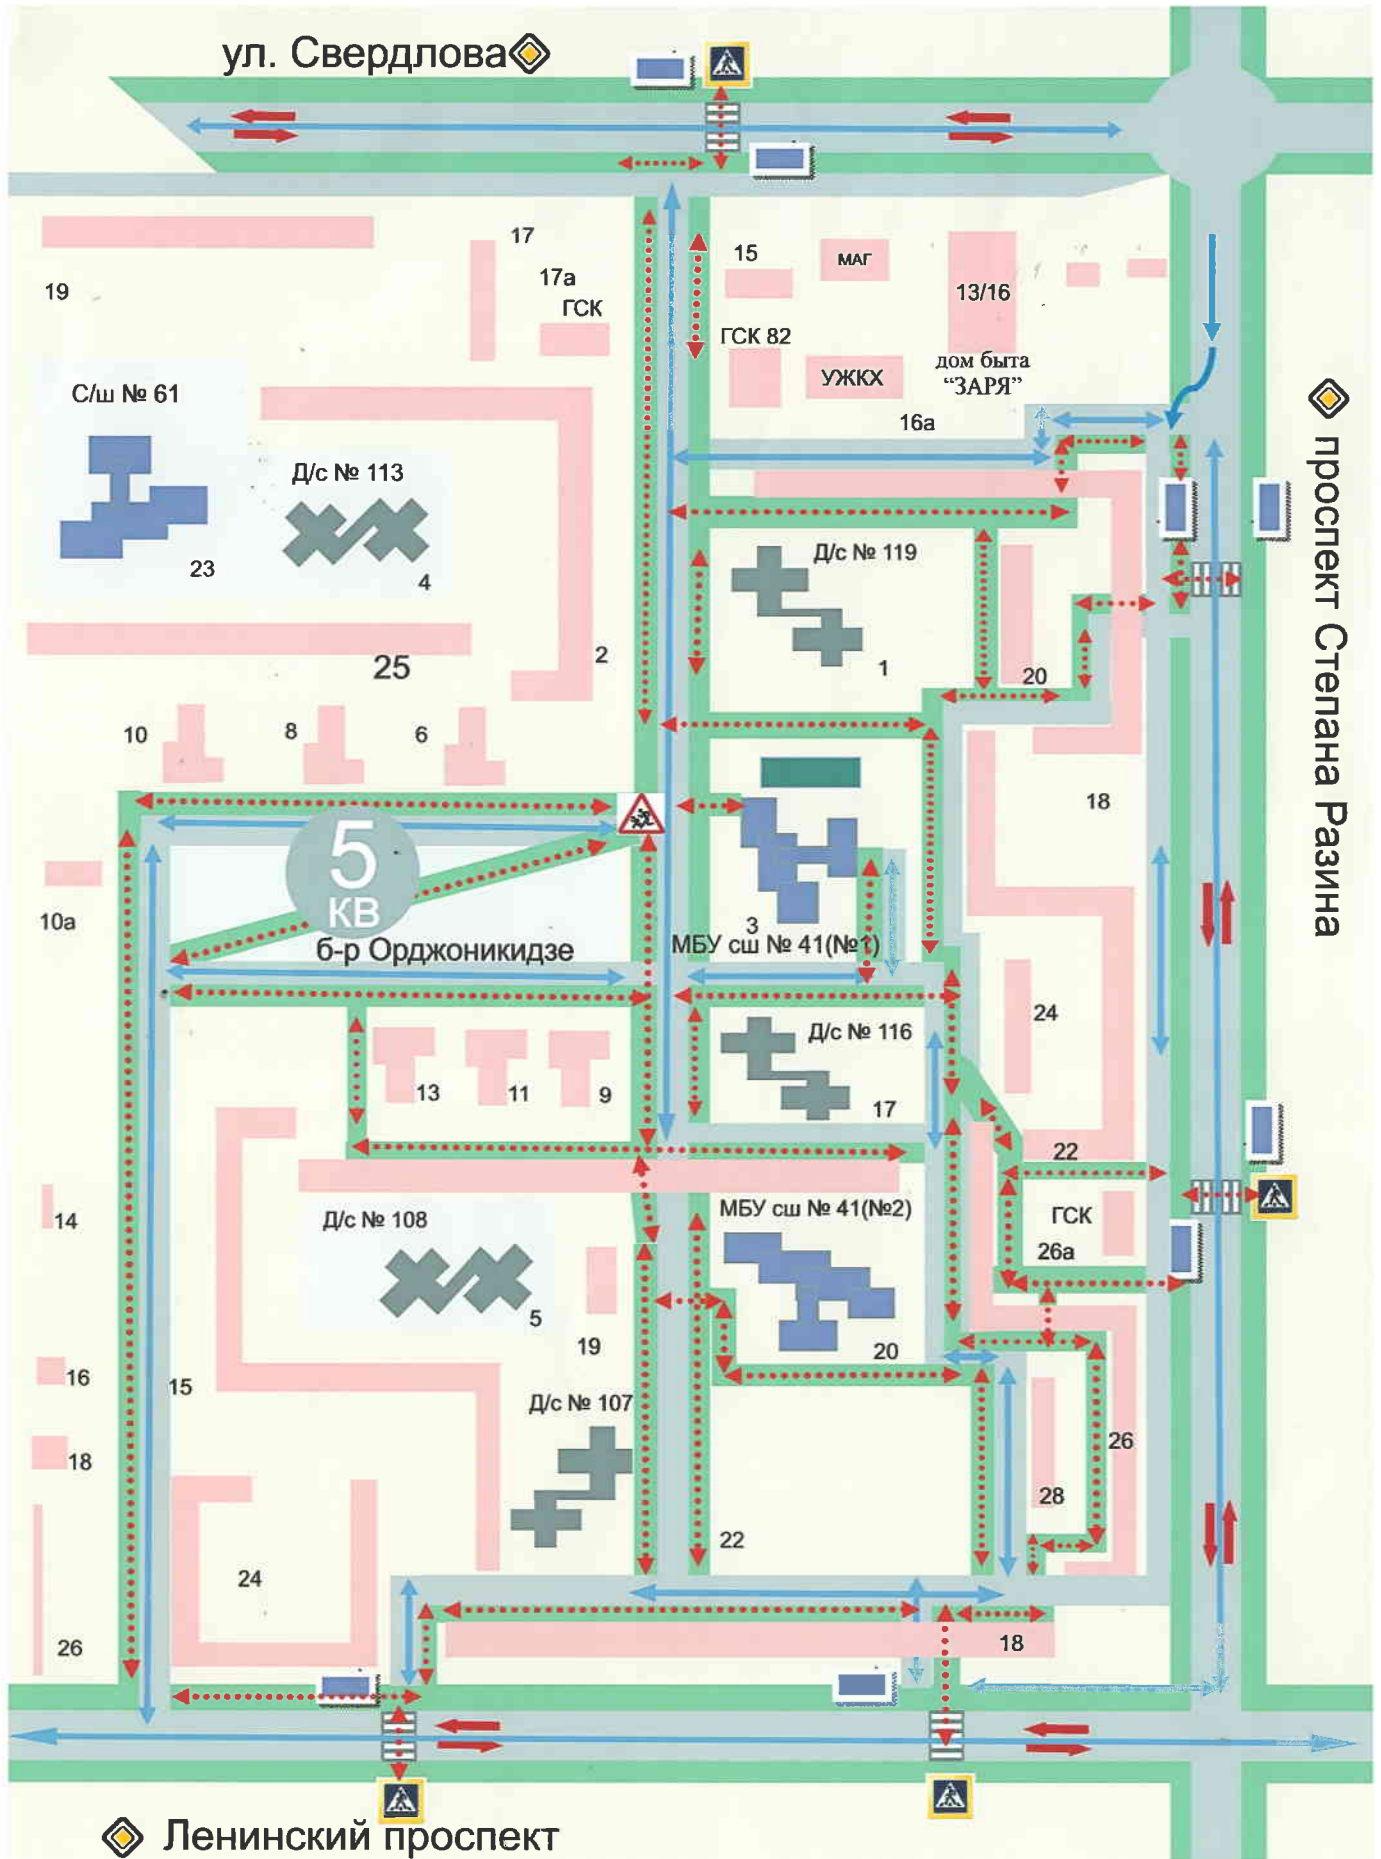 ул. Свердлова
19
17
17а
ГСК
15
МАГ
13/16
ГСК 82
УЖКХ
дом быта
“ЗАРЯ”
16а
С/ш № 61
23
Д/с № 113
4
25
2
Д/с № 119
1
20
проспект Степана Разина
10
8
6
18
10а
5
КВ
б-р Орджоникидзе
3
МБУ сш № 41(№1)
24
13
11
9
Д/с № 116
17
22
14
Д/с № 108
5
19
МБУ сш № 41(№2)
20
ГСК
26а
16
15
18
Д/с № 107
26
28
22
24
26
18
Ленинский проспект